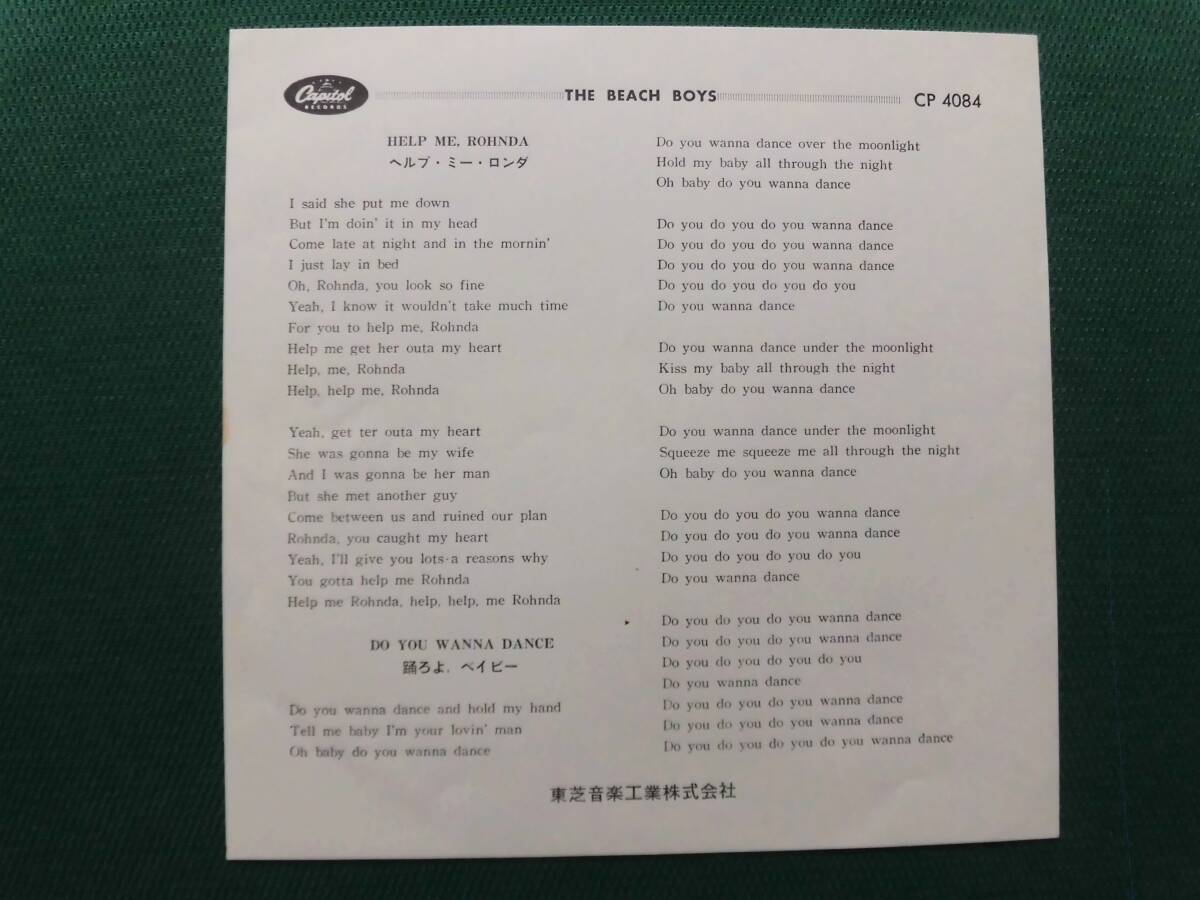 Capitol
RECORDS
THE BEACH BOYS
CP 4084
HELP ME, ROHNDA
ヘルプ・ミー・ロンダ
I said she put me down
But I'm doin' it in my head
Come late at night and in the mornin'
I just lay in bed
Oh, Rohnda, you look so fine
Yeah, I know it wouldn't take much time
For you to help me, Rohnda
Help me get her outa my heart
Help, me, Rohnda
Help, help me, Rohnda
Yeah, get ter outa my heart
She was gonna be my wife
And I was gonna be her man
But she met another guy
Come between us and ruined our plan
Rohnda, you caught my heart
Yeah, I'll give you lots-a reasons why
You gotta help me Rohnda
Help me Rohnda, help, help, me Rohnda
DO YOU WANNA DANCE
踊ろよ,ベイビー
Do you wanna dance and hold my hand
Tell me baby I'm your lovin' man
Oh baby do you wanna dance
Do you wanna dance over the moonlight
Hold my baby all through the night
Oh baby do you wanna dance
Do you do you do you wanna dance
Do you do you do you wanna dance
Do you do you do you wanna dance
Do you do you do you do you
Do you wanna dance
Do you wanna dance under the moonlight
Kiss my baby all through the night
Oh baby do you wanna dance
Do you wanna dance under the moonlight
Squeeze me squeeze me all through the night
Oh baby do you wanna dance
Do you do you do you wanna dance
Do you do you do you wanna dance
Do you do you do you do you
Do you wanna dance
Do you do you do you wanna dance
Do you do you do you wanna dance
Do you do you do you do you
Do you wanna dance
Do you do you do you wanna dance
Do you do you do you wanna dance
Do you do you do you do you wanna dance
東芝音楽工業株式会社